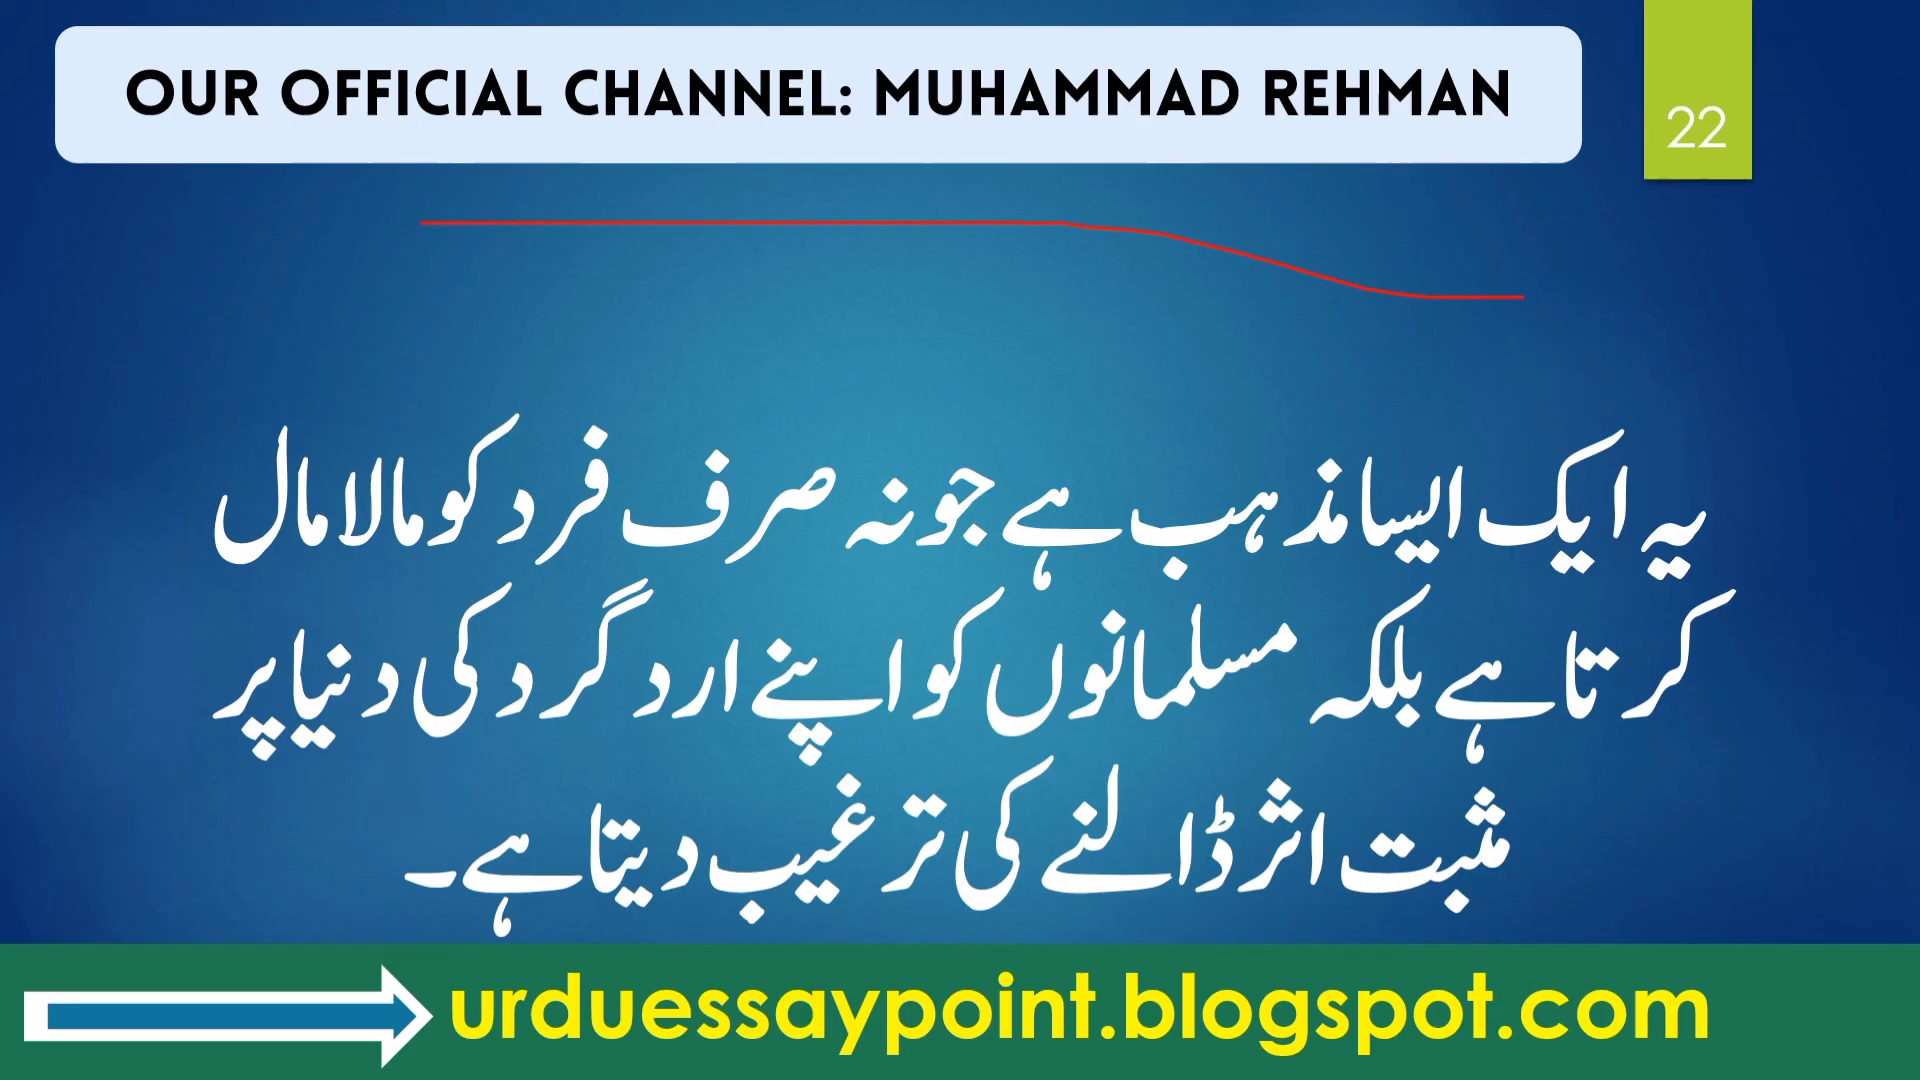 OUR OFFICIAL CHANNEL: MUHAMMAD REHMAN
22
یہ ایک ایسا مذہب ہے جو نہ صرف فرد کو مالا مال
کرتا ہے بلکہ مسلمانوں کو اپنے ارد گرد کی دنیا پر
مثبت اثر ڈالنے کی ترغیب دیتا ہے۔
urduessaypoint.blogspot.com